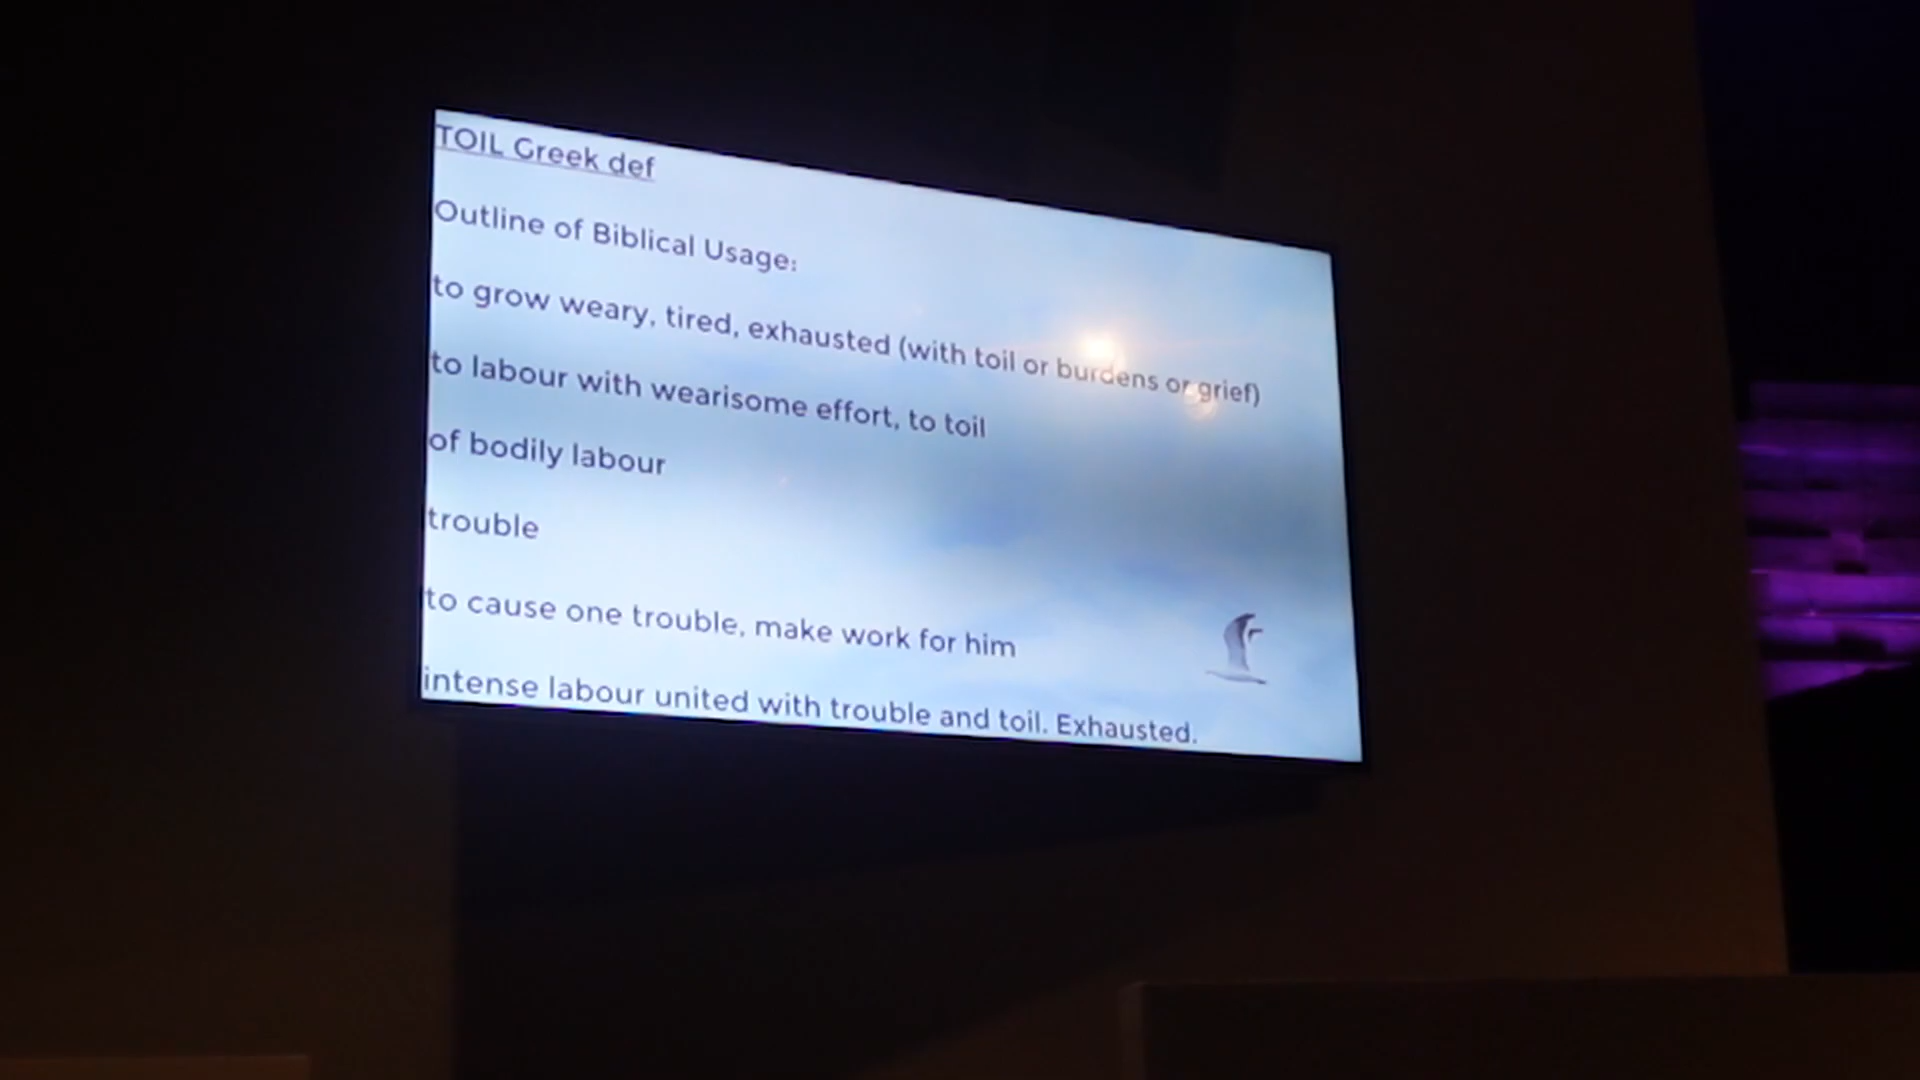 TOIL Greek def
Outline of Biblical Usage:
to grow weary, tired, exhausted (with toil or burdens or grief)
to labour with wearisome effort, to toil
of bodily labour
trouble
to cause one trouble, make work for him
intense labour united with trouble and toil. Exhausted.